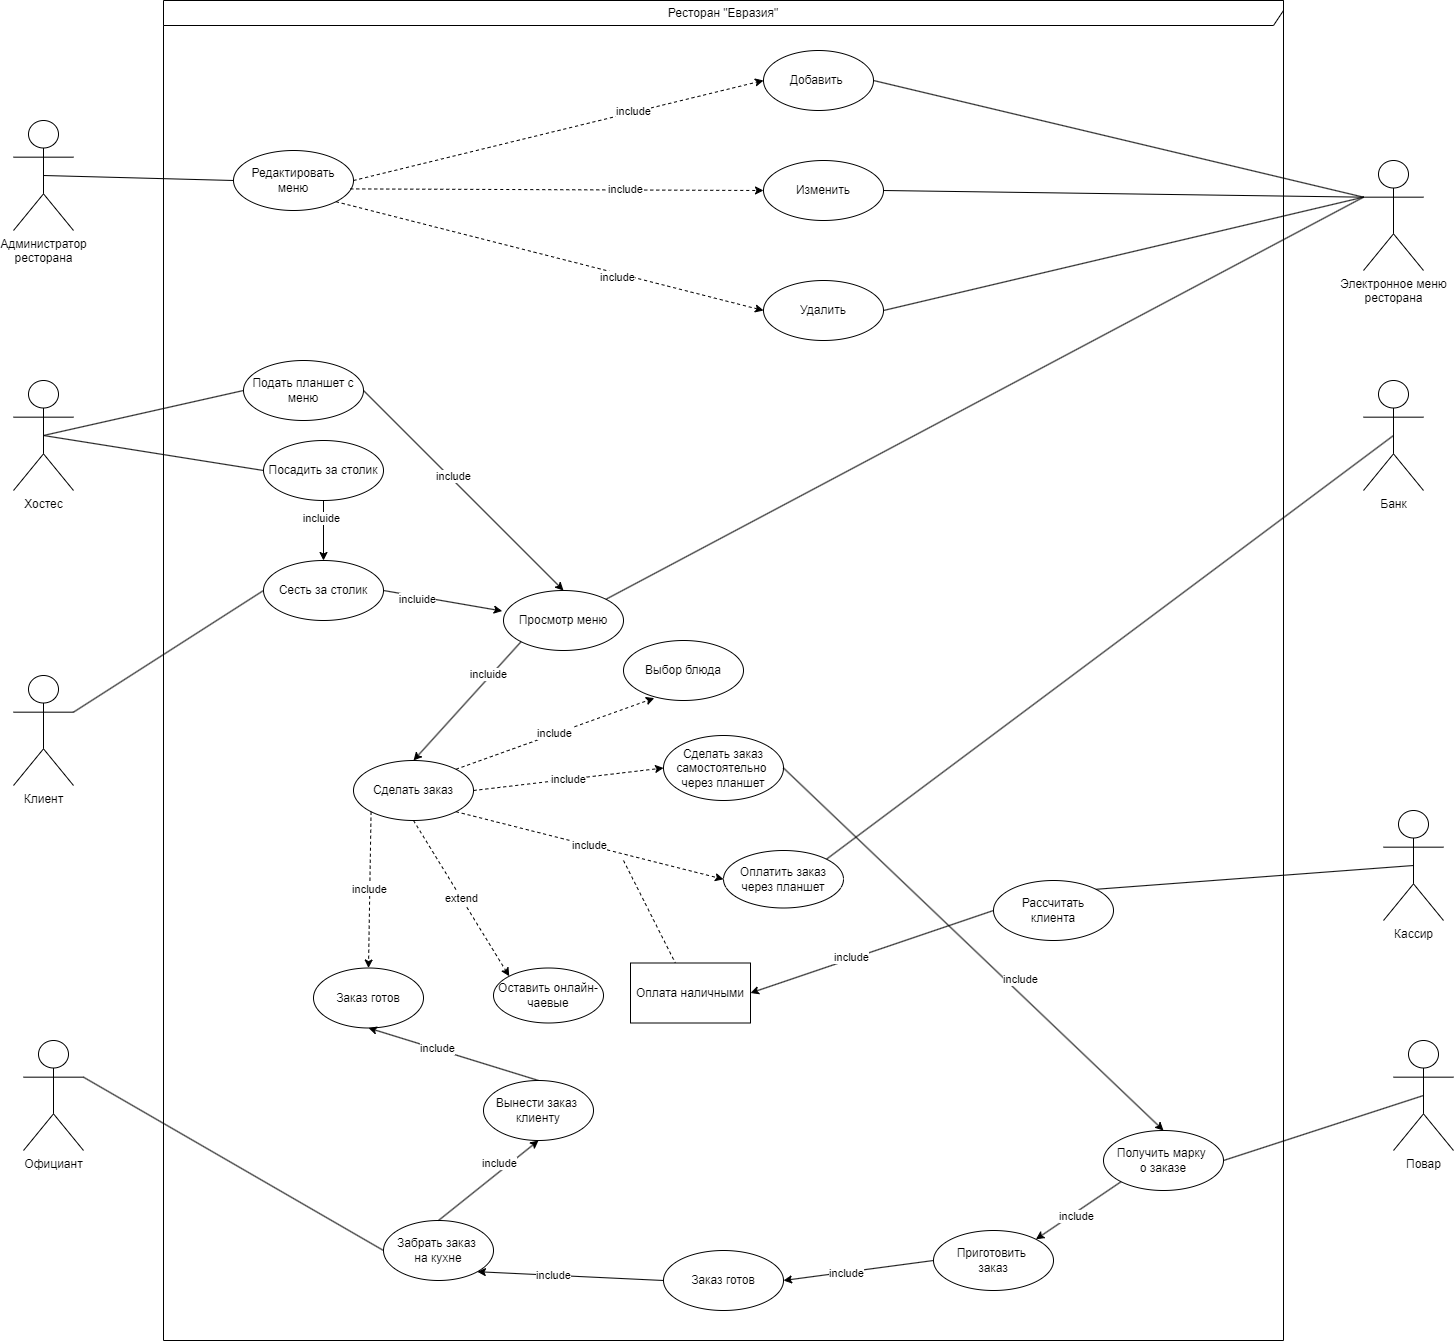 Ресторан "Евразия"
Добавить
include
Редактировать
меню
include
Изменить
Администратор
ресторана
include
Удалить
Электронное меню
ресторана
Подать планшет с
меню
Посадить за столик
include
Хостес
Банк
incluide
Сесть за столик
incluide
Просмотр меню
incluide
Выбор блюда
include
Клиент
Сделать заказ
include
Сделать заказ
самостоятельно
через планшет
include
Оплатить заказ
через планшет
include
extend
Рассчитать
клиента
Кассир
include
include
Заказ готов
Оставить онлайн-
чаевые
Оплата наличными
include
Вынести заказ
клиенту
Официант
include
Получить марку
о заказе
Повар
include
Забрать заказ
на кухне
include
Заказ готов
include
Приготовить
заказ